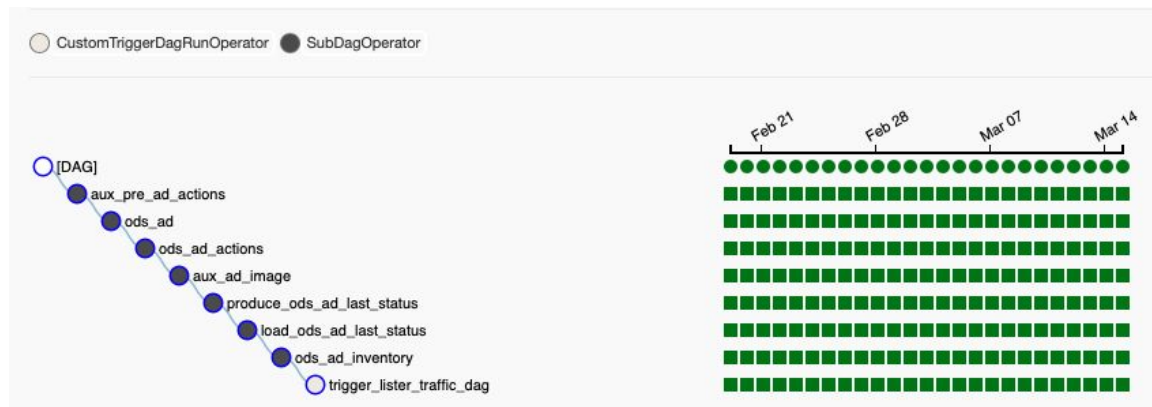 CustomTriggerDagRunOperator SubDagOperator
Feb 21 Feb 28 Mar 07 Mar 14
[DAG]
aux_pre_ad_actions
ods_ad
ods_ad_actions
aux_ad_image
produce_ods_ad_last_status
load_ods_ad_last_status
ods_ad_inventory
trigger_lister_traffic_dag